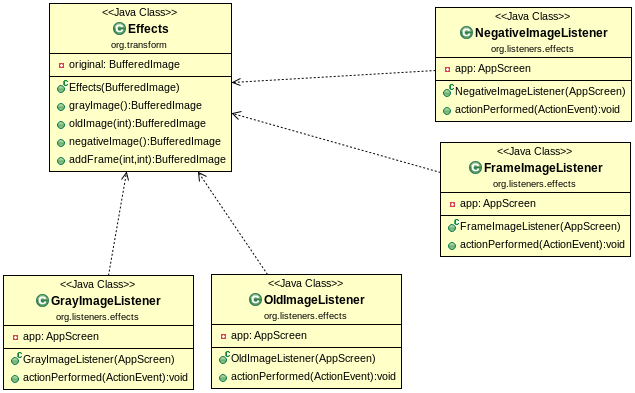 <<Java Class>>
Effects
org.transform
original: BufferedImage
Effects(BufferedImage)
grayImage():BufferedImage
oldImage(int):BufferedImage
negativeImage():BufferedImage
addFrame(int,int):BufferedImage
<<Java Class>>
NegativeImageListener
org.listeners.effects
app: AppScreen
NegativeImageListener(AppScreen)
actionPerformed(ActionEvent):void
<<Java Class>>
FrameImageListener
org.listeners.effects
app: AppScreen
FrameImageListener(AppScreen)
actionPerformed(ActionEvent):void
<<Java Class>>
GrayImageListener
org.listeners.effects
app: AppScreen
GrayImageListener(AppScreen)
actionPerformed(ActionEvent):void
<<Java Class>>
OldImageListener
org.listeners.effects
app: AppScreen
OldImageListener(AppScreen)
actionPerformed(ActionEvent):void